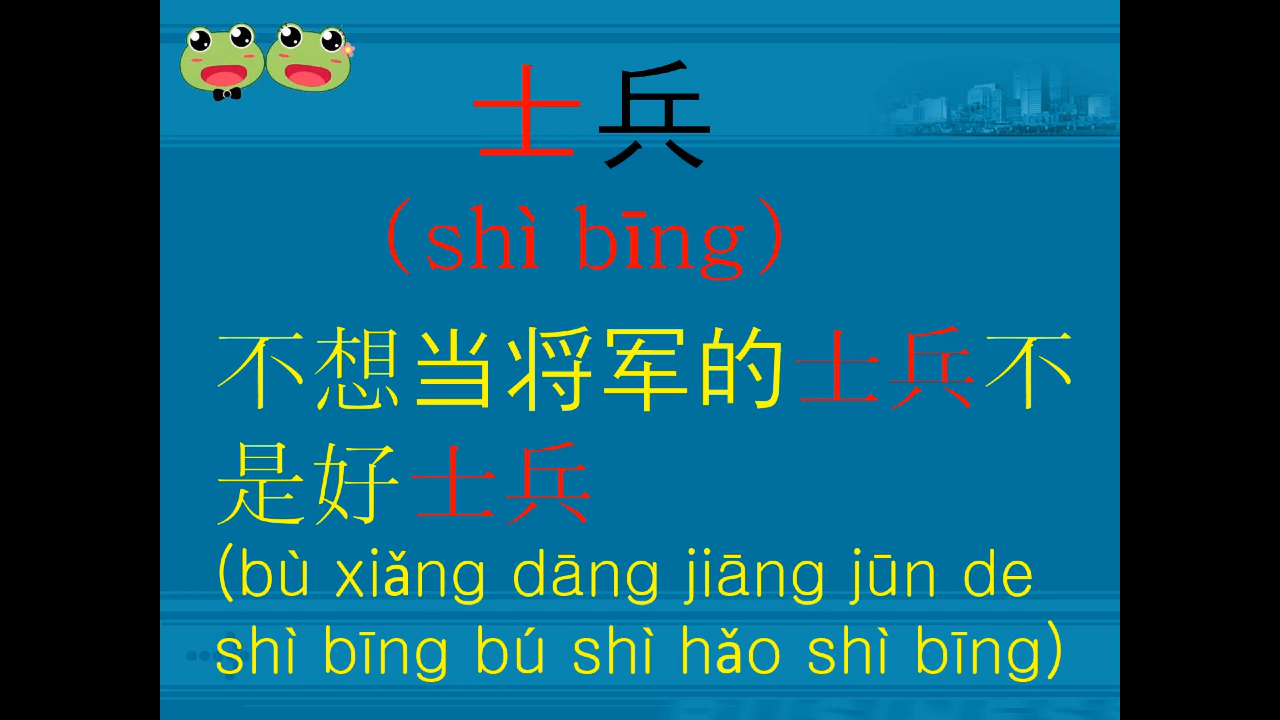 士兵
(shì bīng)
不想当将军的士兵不
是好士兵
(bù xiǎng dāng jiāng jūn de
shì bīng bú shì hǎo shì bīng)